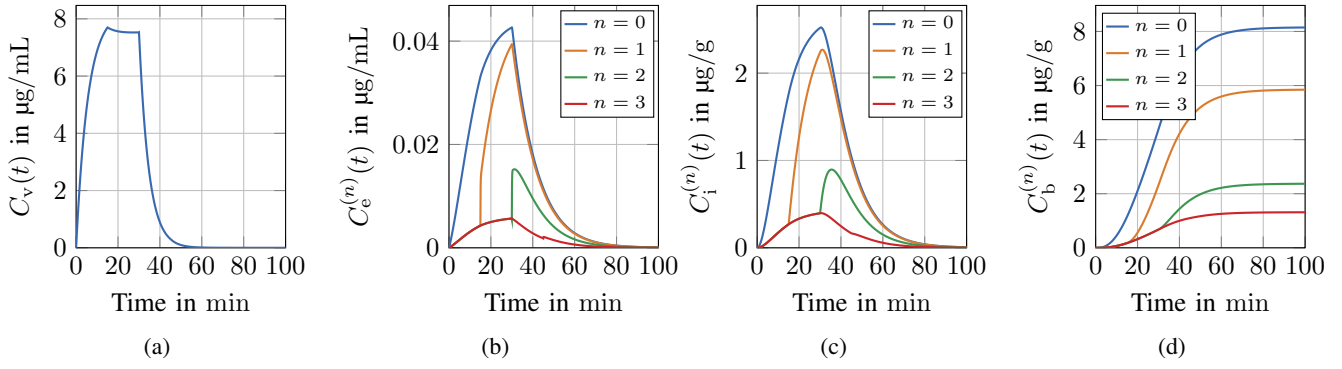 8
6
4
2
0
0 20 40 60 80 100
C_v(t) in µg/mL
Time in min
(a)
0.04
0.02
0
0 20 40 60 80 100
C_e^(n)(t) in µg/mL
Time in min
n = 0
n = 1
n = 2
n = 3
(b)
2
1
0
0 20 40 60 80 100
C_i^(n)(t) in µg/g
Time in min
n = 0
n = 1
n = 2
n = 3
(c)
8
6
4
2
0
0 20 40 60 80 100
C_b^(n)(t) in µg/g
Time in min
n = 0
n = 1
n = 2
n = 3
(d)